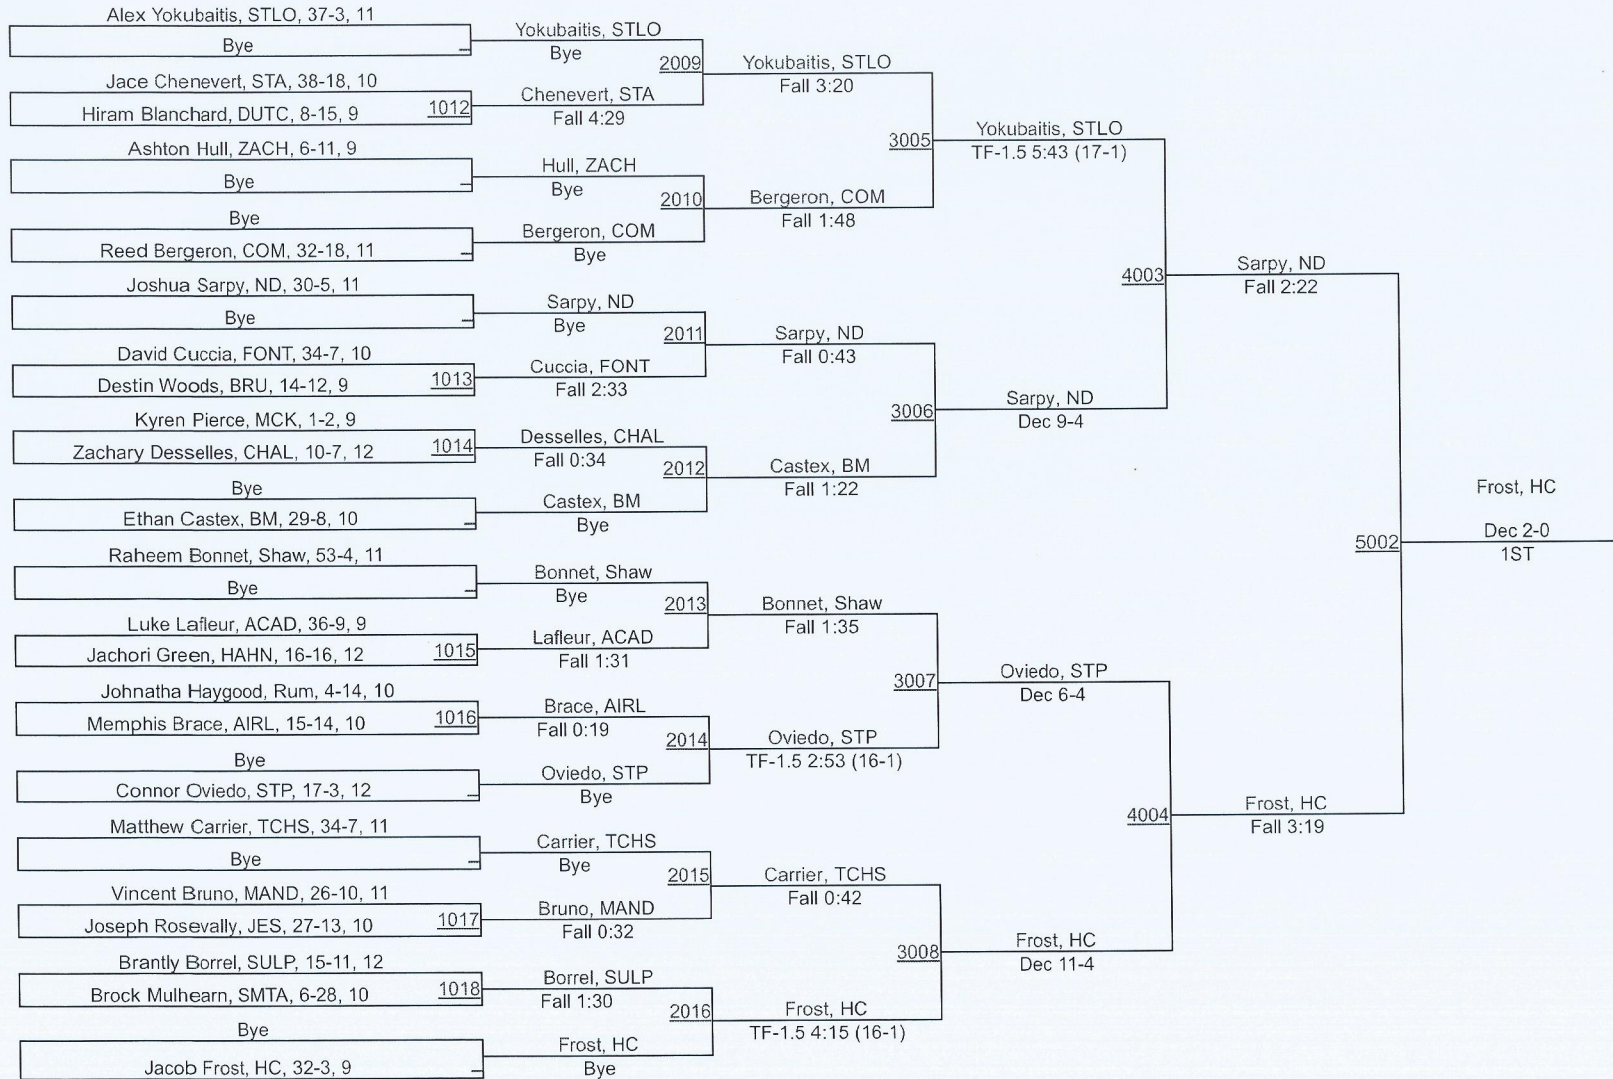 Alex Yokubaitis, STLO, 37-3, 11
Bye
Jace Chenevert, STA, 38-18, 10
Hiram Blanchard, DUTC, 8-15, 9
1012
Ashton Hull, ZACH, 6-11, 9
Bye
Bye
Reed Bergeron, COM, 32-18, 11
Joshua Sarpy, ND, 30-5, 11
Bye
David Cuccia, FONT, 34-7, 10
Destin Woods, BRU, 14-12, 9
1013
Kyren Pierce, MCK, 1-2, 9
Zachary Desselles, CHAL, 10-7, 12
1014
Bye
Ethan Castex, BM, 29-8, 10
Raheem Bonnet, Shaw, 53-4, 11
Bye
Luke Lafleur, ACAD, 36-9, 9
Jachori Green, HAHN, 16-16, 12
1015
Johnatha Haygood, Rum, 4-14, 10
Memphis Brace, AIRL, 15-14, 10
1016
Bye
Connor Oviedo, STP, 17-3, 12
Matthew Carrier, TCHS, 34-7, 11
Bye
Vincent Bruno, MAND, 26-10, 11
Joseph Rosevally, JES, 27-13, 10
1017
Brantly Borrel, SULP, 15-11, 12
Brock Mulhearn, SMTA, 6-28, 10
1018
Bye
Jacob Frost, HC, 32-3, 9
Yokubaitis, STLO
Bye
2009
Chenevert, STA
Fall 4:29
Hull, ZACH
Bye
2010
Bergeron, COM
Bye
Sarpy, ND
Bye
2011
Cuccia, FONT
Fall 2:33
Desselles, CHAL
Fall 0:34
2012
Castex, BM
Bye
Bonnet, Shaw
Bye
2013
Lafleur, ACAD
Fall 1:31
Brace, AIRL
Fall 0:19
2014
Oviedo, STP
Bye
Carrier, TCHS
Bye
2015
Bruno, MAND
Fall 0:32
Borrel, SULP
Fall 1:30
2016
Frost, HC
Bye
Yokubaitis, STLO
Fall 3:20
3005
Bergeron, COM
Fall 1:48
Sarpy, ND
Fall 0:43
3006
Castex, BM
Fall 1:22
Bonnet, Shaw
Fall 1:35
3007
Oviedo, STP
TF-1.5 2:53 (16-1)
Carrier, TCHS
Fall 0:42
3008
Frost, HC
TF-1.5 4:15 (16-1)
Yokubaitis, STLO
TF-1.5 5:43 (17-1)
4003
Sarpy, ND
Dec 9-4
Oviedo, STP
Dec 6-4
4004
Frost, HC
Dec 11-4
Sarpy, ND
Fall 2:22
5002
Frost, HC
Fall 3:19
Frost, HC
Dec 2-0
1ST